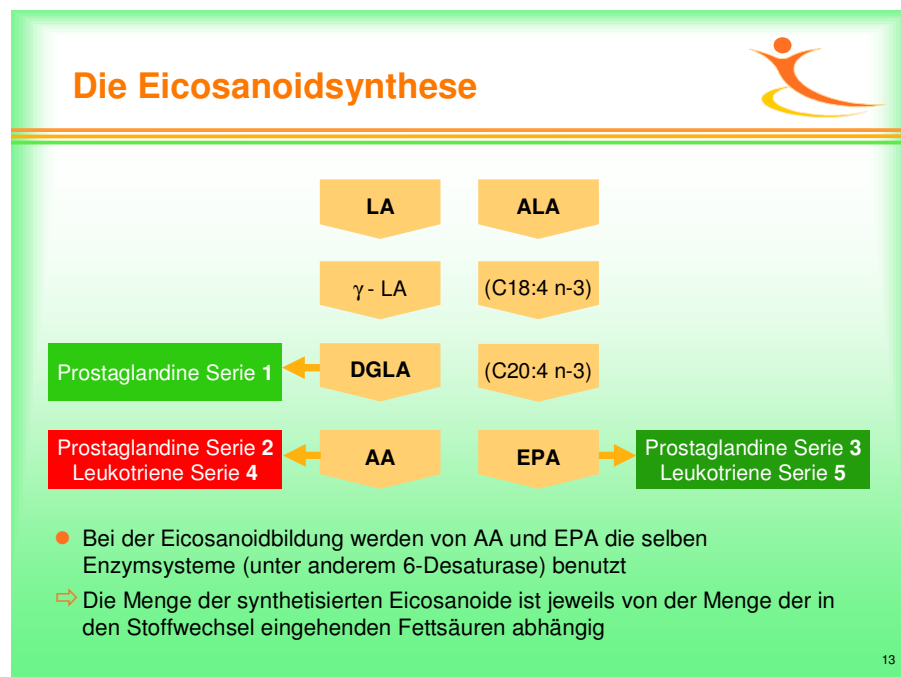 Die Eicosanoidsynthese
LA
ALA
γ - LA
(C18:4 n-3)
Prostaglandine Serie 1
DGLA
(C20:4 n-3)
Prostaglandine Serie 2
Leukotriene Serie 4
AA
EPA
Prostaglandine Serie 3
Leukotriene Serie 5
Bei der Eicosanoidbildung werden von AA und EPA die selben
Enzymsysteme (unter anderem 6-Desaturase) benutzt
Die Menge der synthetisierten Eicosanoide ist jeweils von der Menge der in
den Stoffwechsel eingehenden Fettsäuren abhängig
13